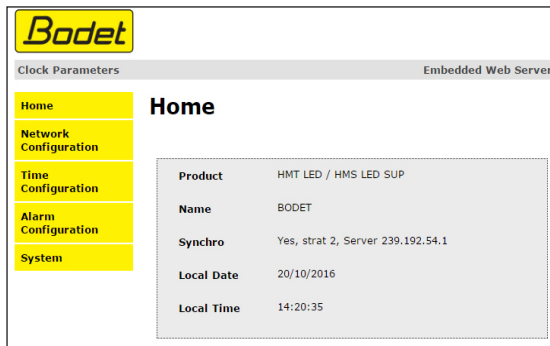 Bodet
Clock Parameters Embedded Web Server
Home
Network
Configuration
Time
Configuration
Alarm
Configuration
System
Home
Product HMT LED / HMS LED SUP
Name BODET
Synchro Yes, strat 2, Server 239.192.54.1
Local Date 20/10/2016
Local Time 14:20:35